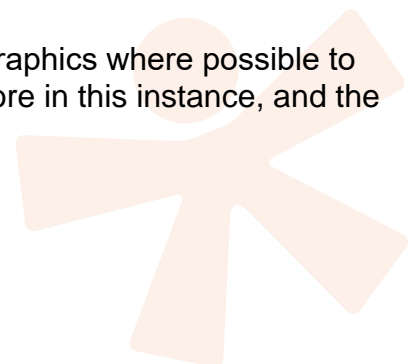 raphics where possible to
ore in this instance, and the